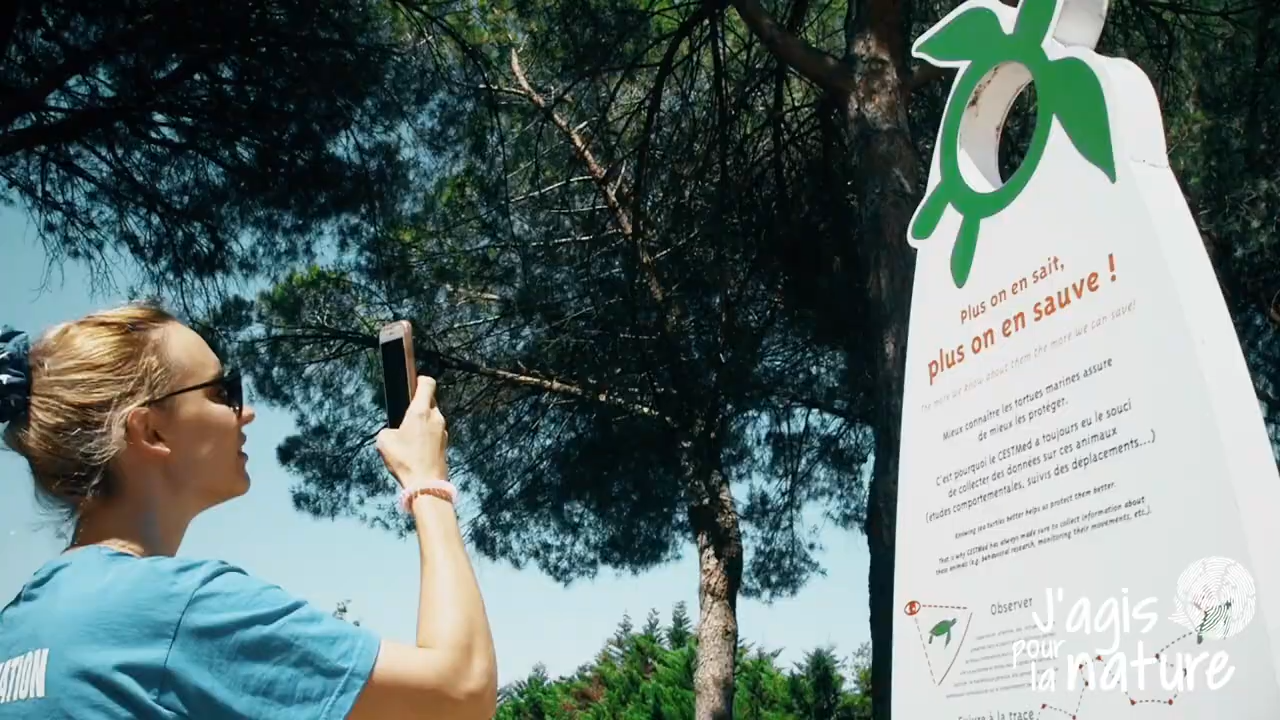 Plus on en sait,
plus on en sauve !
The more we know about them the more we can save!
Mieux connaître les tortues marines assure
de mieux les protéger.
C'est pourquoi le CESTMed a toujours eu le souci
de collecter des données sur ces animaux
(études comportementales, suivis des déplacements...)
Knowing sea turtles better helps us protect them better.
That is why CESTMed has always made sure to collect information about
these animals (e.g. behavioral research, monitoring their movements, etc.).
Observer
Suivre à la trace
ATION
J'agis
pour
la nature